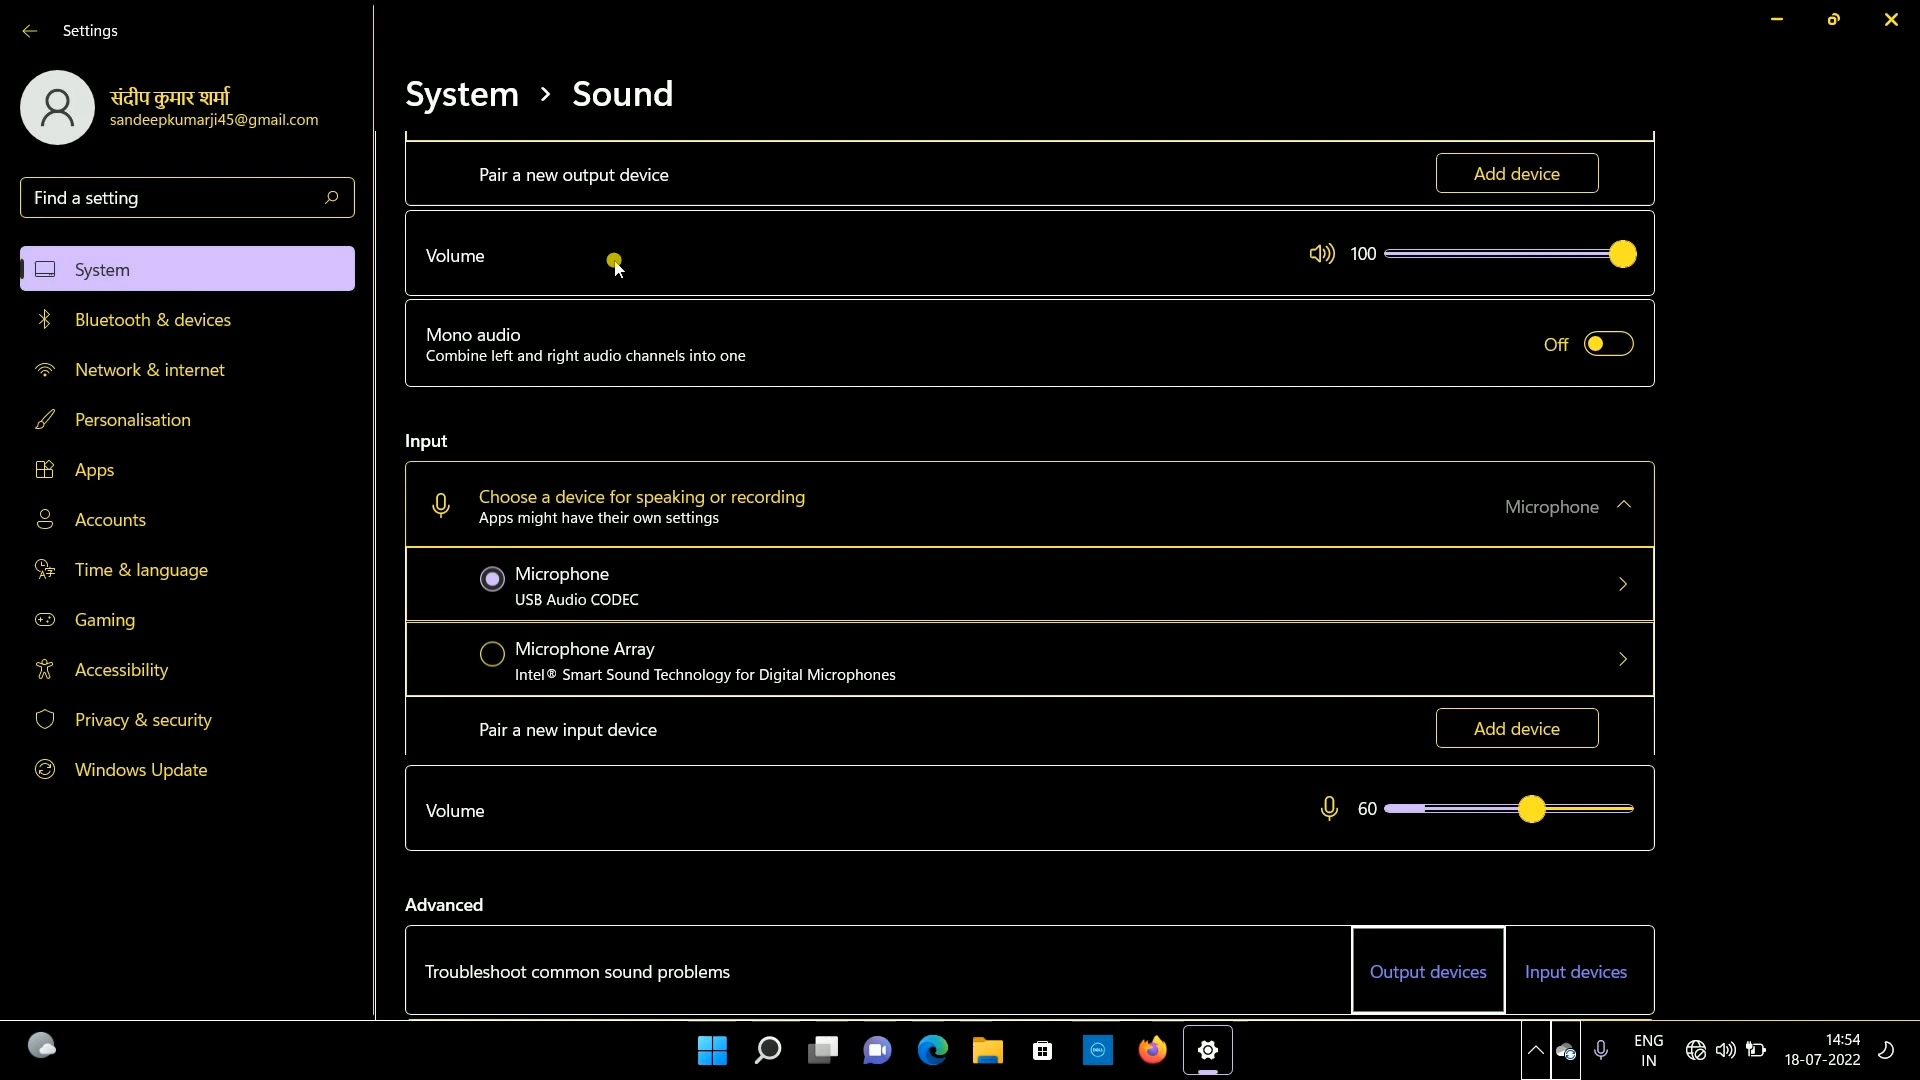 Settings
संदीप कुमार शर्मा
sandeepkumarji45@gmail.com
Find a setting
System
Bluetooth & devices
Network & internet
Personalisation
Apps
Accounts
Time & language
Gaming
Accessibility
Privacy & security
Windows Update
System > Sound
Pair a new output device
Add device
Volume
100
Mono audio
Combine left and right audio channels into one
Off
Input
Choose a device for speaking or recording
Apps might have their own settings
Microphone
Microphone
USB Audio CODEC
Microphone Array
Intel® Smart Sound Technology for Digital Microphones
Pair a new input device
Add device
Volume
60
Advanced
Troubleshoot common sound problems
Output devices
Input devices
DELL
ENG
IN
14:54
18-07-2022